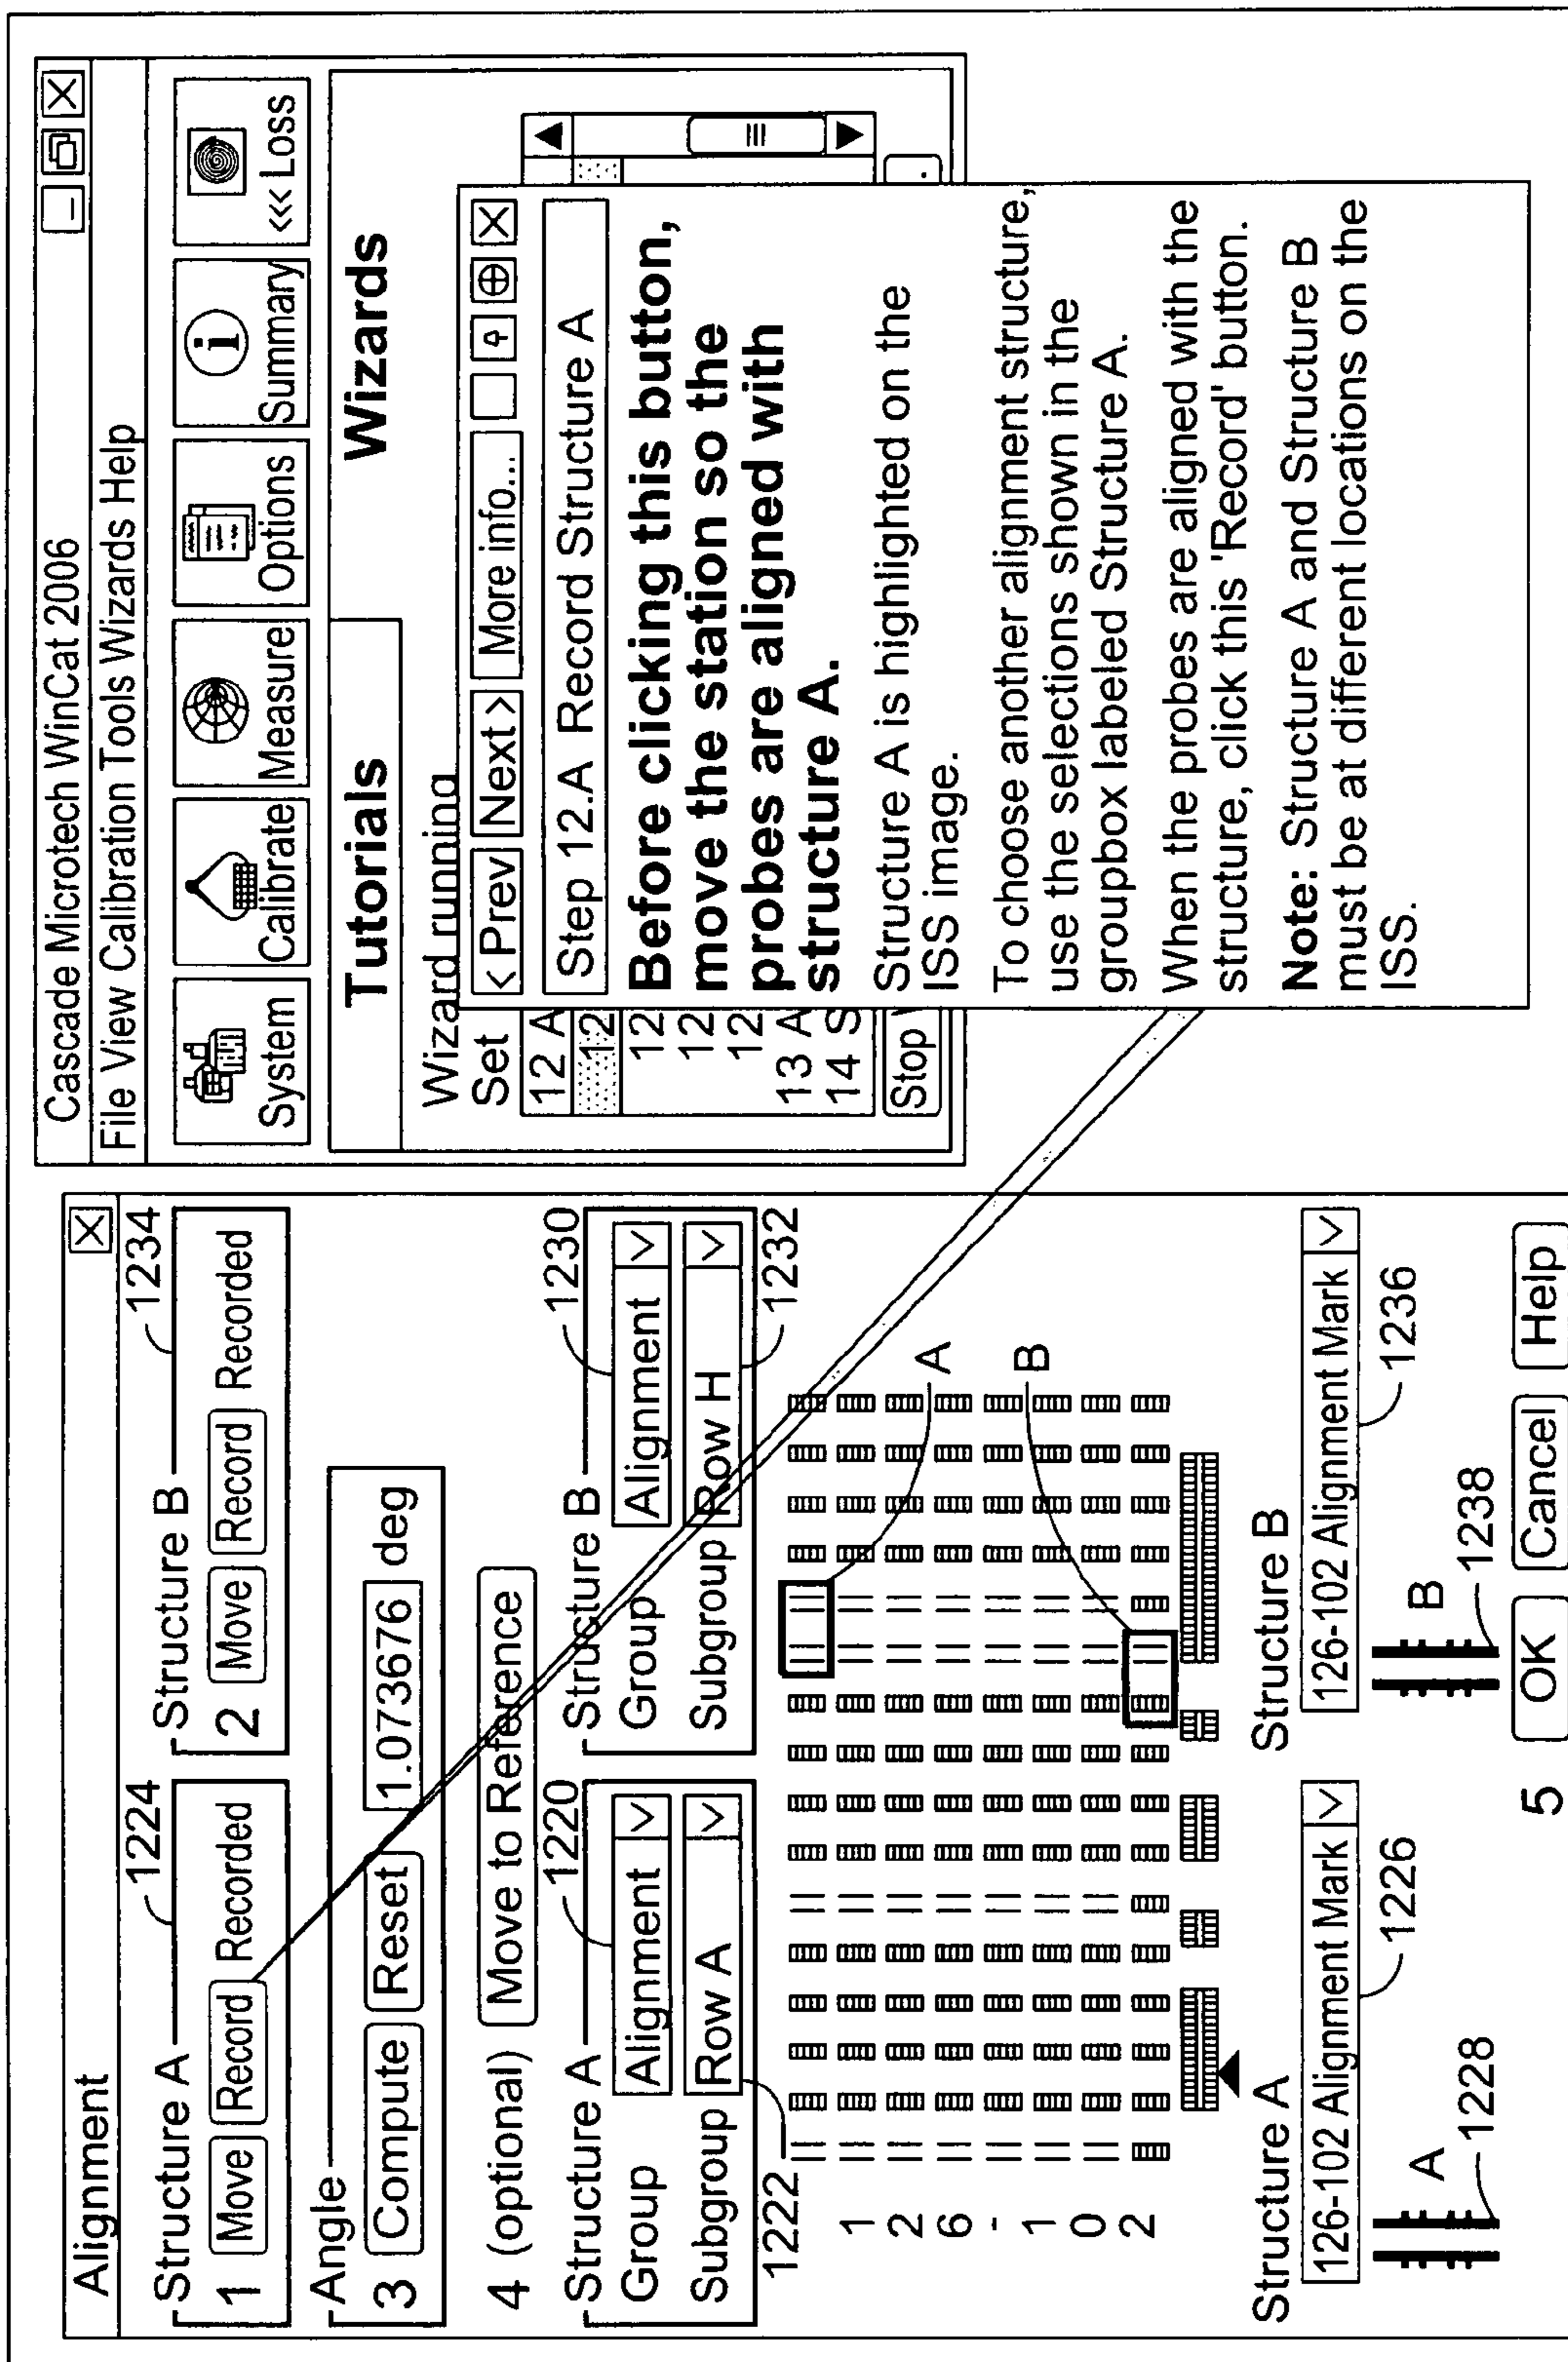 Alignment
1224
1234
Structure A
Structure B
1 Move Record Recorded
2 Move Record Recorded
Angle
3 Compute Reset 1.073676 deg
4 (optional) Move to Reference
1220
1230
Structure A
Structure B
Group Alignment
Group Alignment
Subgroup Row A
Subgroup Row H
1222
1232
1
2
6
-
1
0
2
A
B
Structure A
Structure B
126-102 Alignment Mark
126-102 Alignment Mark
1226
1236
A
B
1228
1238
5 OK Cancel Help
Cascade Microtech WinCat 2006
File View Calibration Tools Wizards Help
System Calibrate Measure Options Summary <<< Loss
Tutorials Wizards
Wizard running
Set
12 A
12
12
12
12
13 A
14 S
Stop
< Prev Next > More info...
Step 12.A Record Structure A
Before clicking this button,
move the station so the
probes are aligned with
structure A.
Structure A is highlighted on the
ISS image.
To choose another alignment structure,
use the selections shown in the
groupbox labeled Structure A.
When the probes are aligned with the
structure, click this 'Record' button.
Note: Structure A and Structure B
must be at different locations on the
ISS.